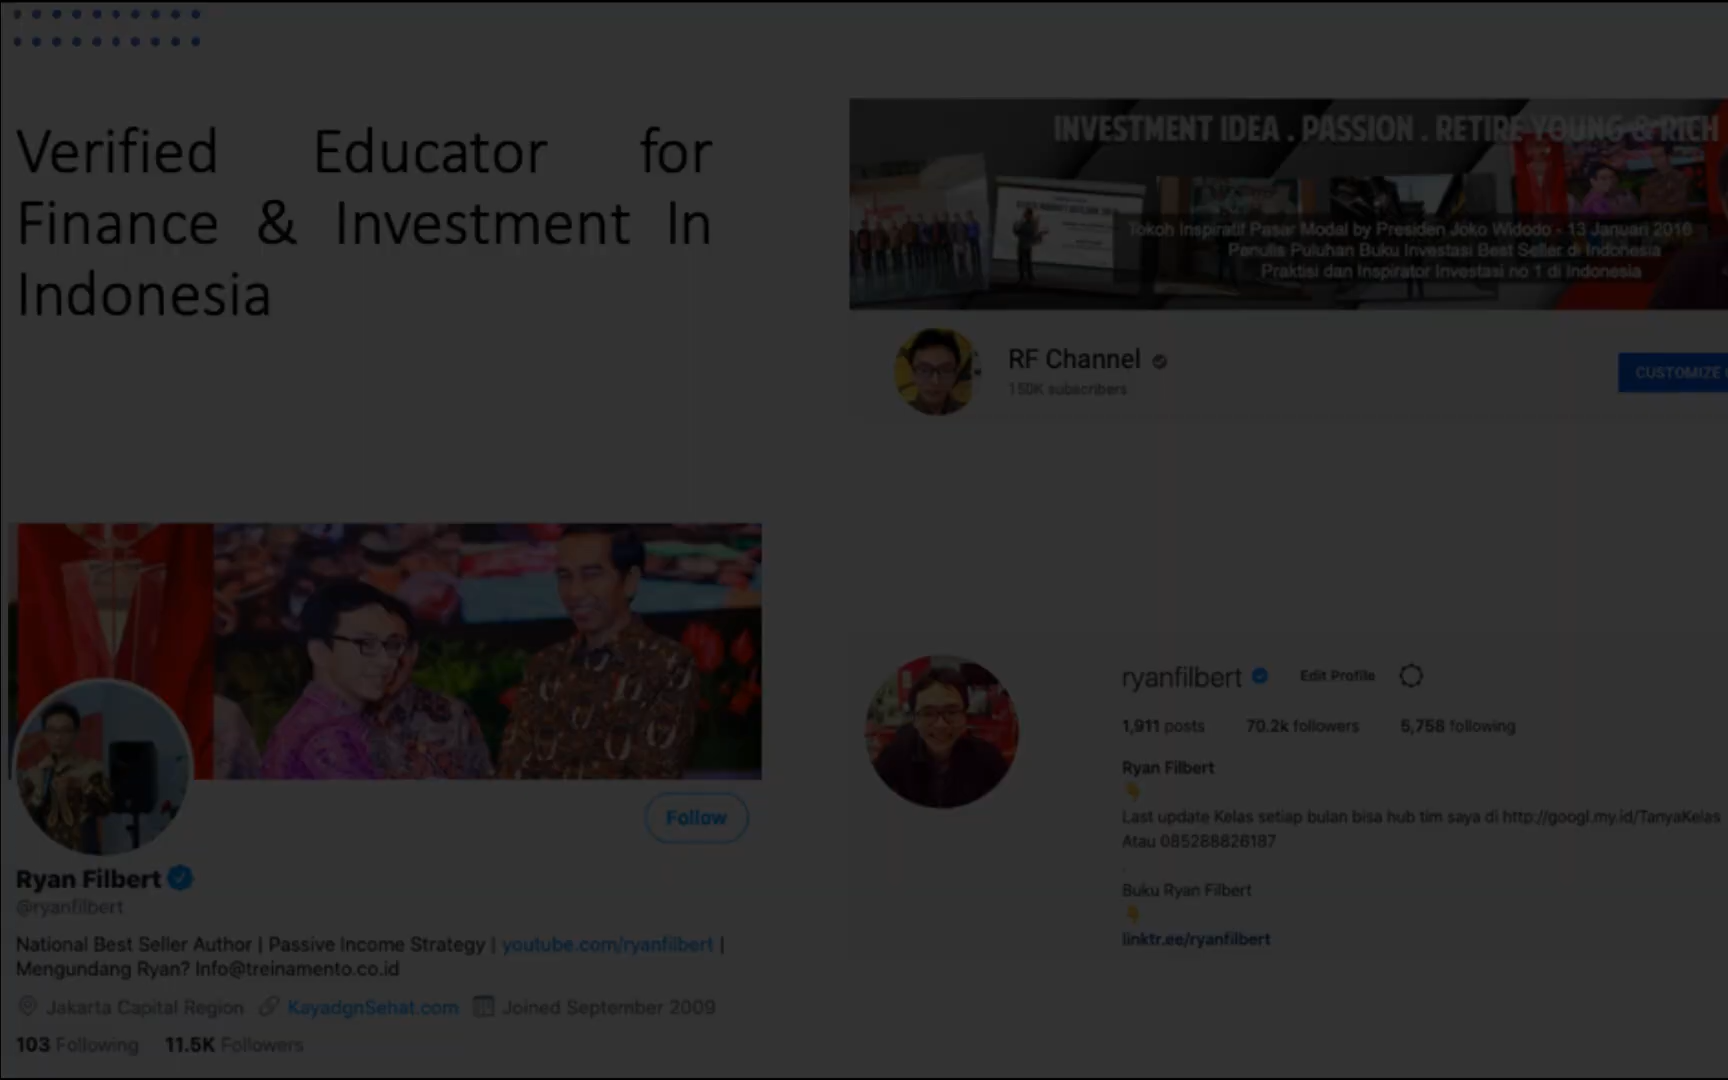 Verified Educator for
Finance & Investment In
Indonesia
INVESTMENT IDEA . PASSION . RETIRE YOUNG & RICH
Tokoh Inspiratif Pasar Modal by Presiden Joko Widodo - 13 Januari 2016
Penulis Puluhan Buku Investasi Best Seller di Indonesia
Praktisi dan Inspirator Investasi no 1 di Indonesia
RF Channel
150K subscribers
CUSTOMIZE
Follow
Ryan Filbert
@ryanfilbert
National Best Seller Author | Passive Income Strategy | youtube.com/ryanfilbert |
Mengundang Ryan? Info@treinamento.co.id
Jakarta Capital Region KayadgnSehat.com Joined September 2009
103 Following 11.5K Followers
ryanfilbert Edit Profile
1,911 posts 70.2k followers 5,758 following
Ryan Filbert
Last update Kelas setiap bulan bisa hub tim saya di http://googl.my.id/TanyaKelas
Atau 085288826187
.
Buku Ryan Filbert
linktr.ee/ryanfilbert